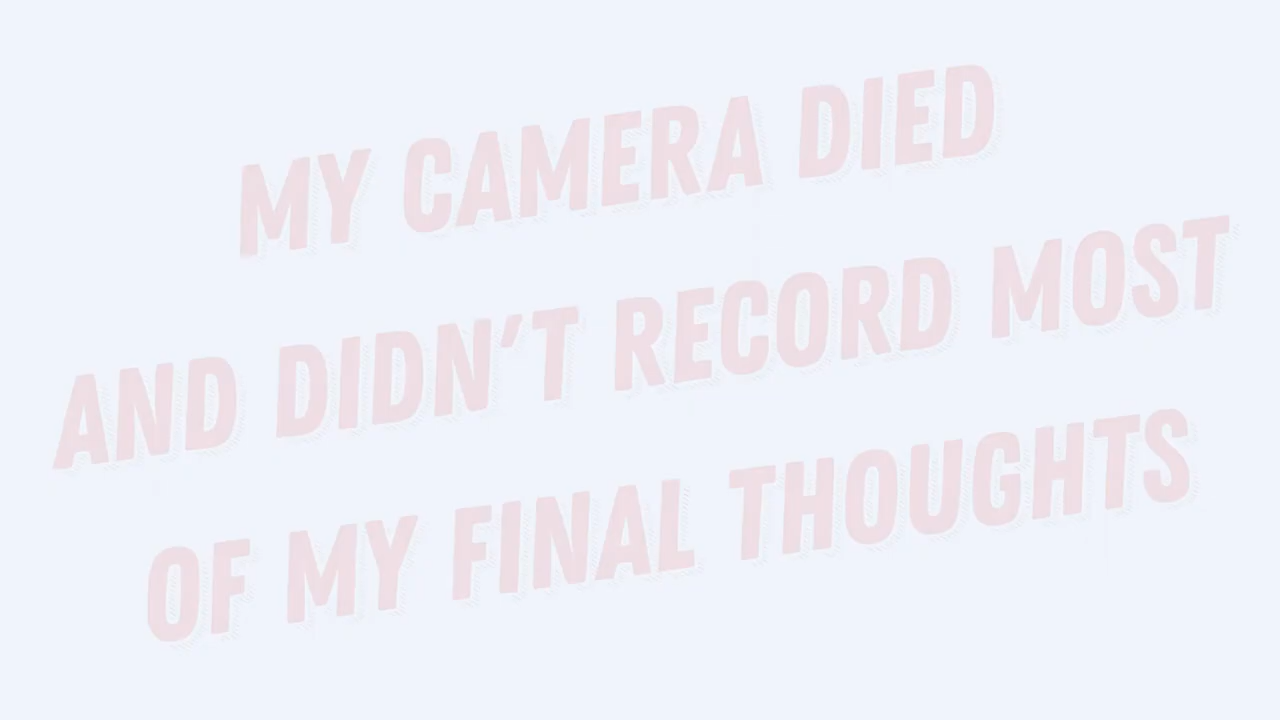 MY CAMERA DIED
AND DIDN’T RECORD MOST
OF MY FINAL THOUGHTS